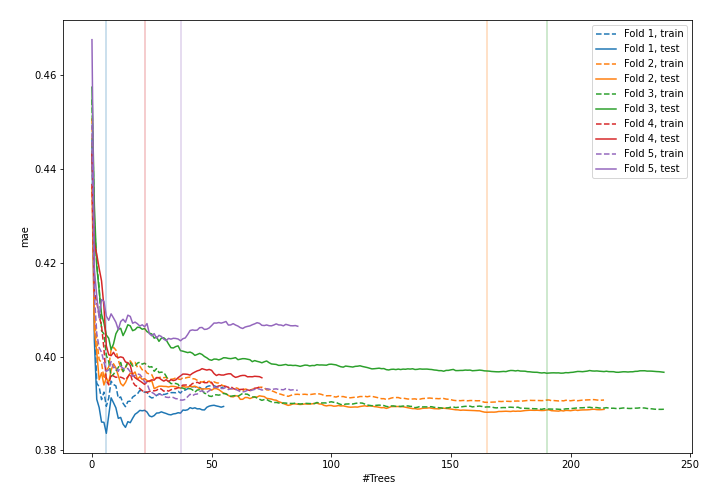 0.46
0.44
0.42
0.40
0.38
mae
0
50
100
150
200
250
#Trees
Fold 1, train
Fold 1, test
Fold 2, train
Fold 2, test
Fold 3, train
Fold 3, test
Fold 4, train
Fold 4, test
Fold 5, train
Fold 5, test